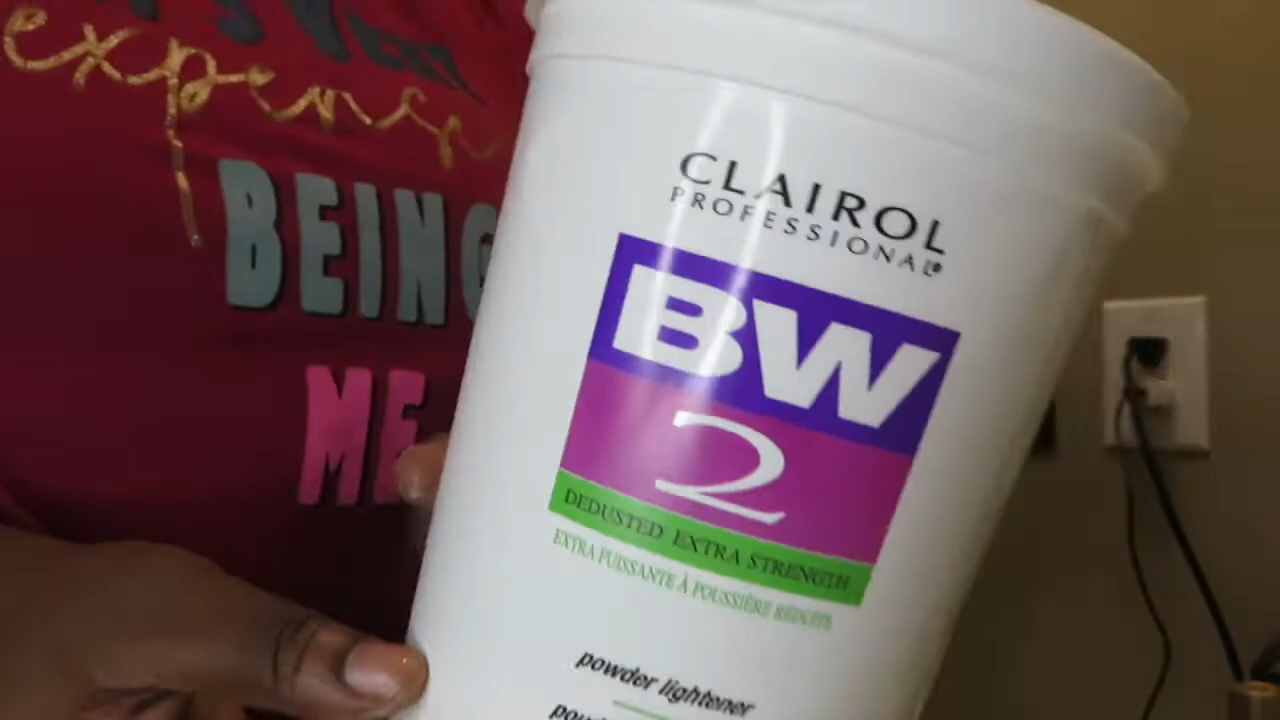 BEING
ME
CLAIROL
PROFESSIONAL®
BW
2
DEDUSTED EXTRA STRENGTH
EXTRA PUISSANTE À POUSSIÈRE RÉDUITE
powder lightener